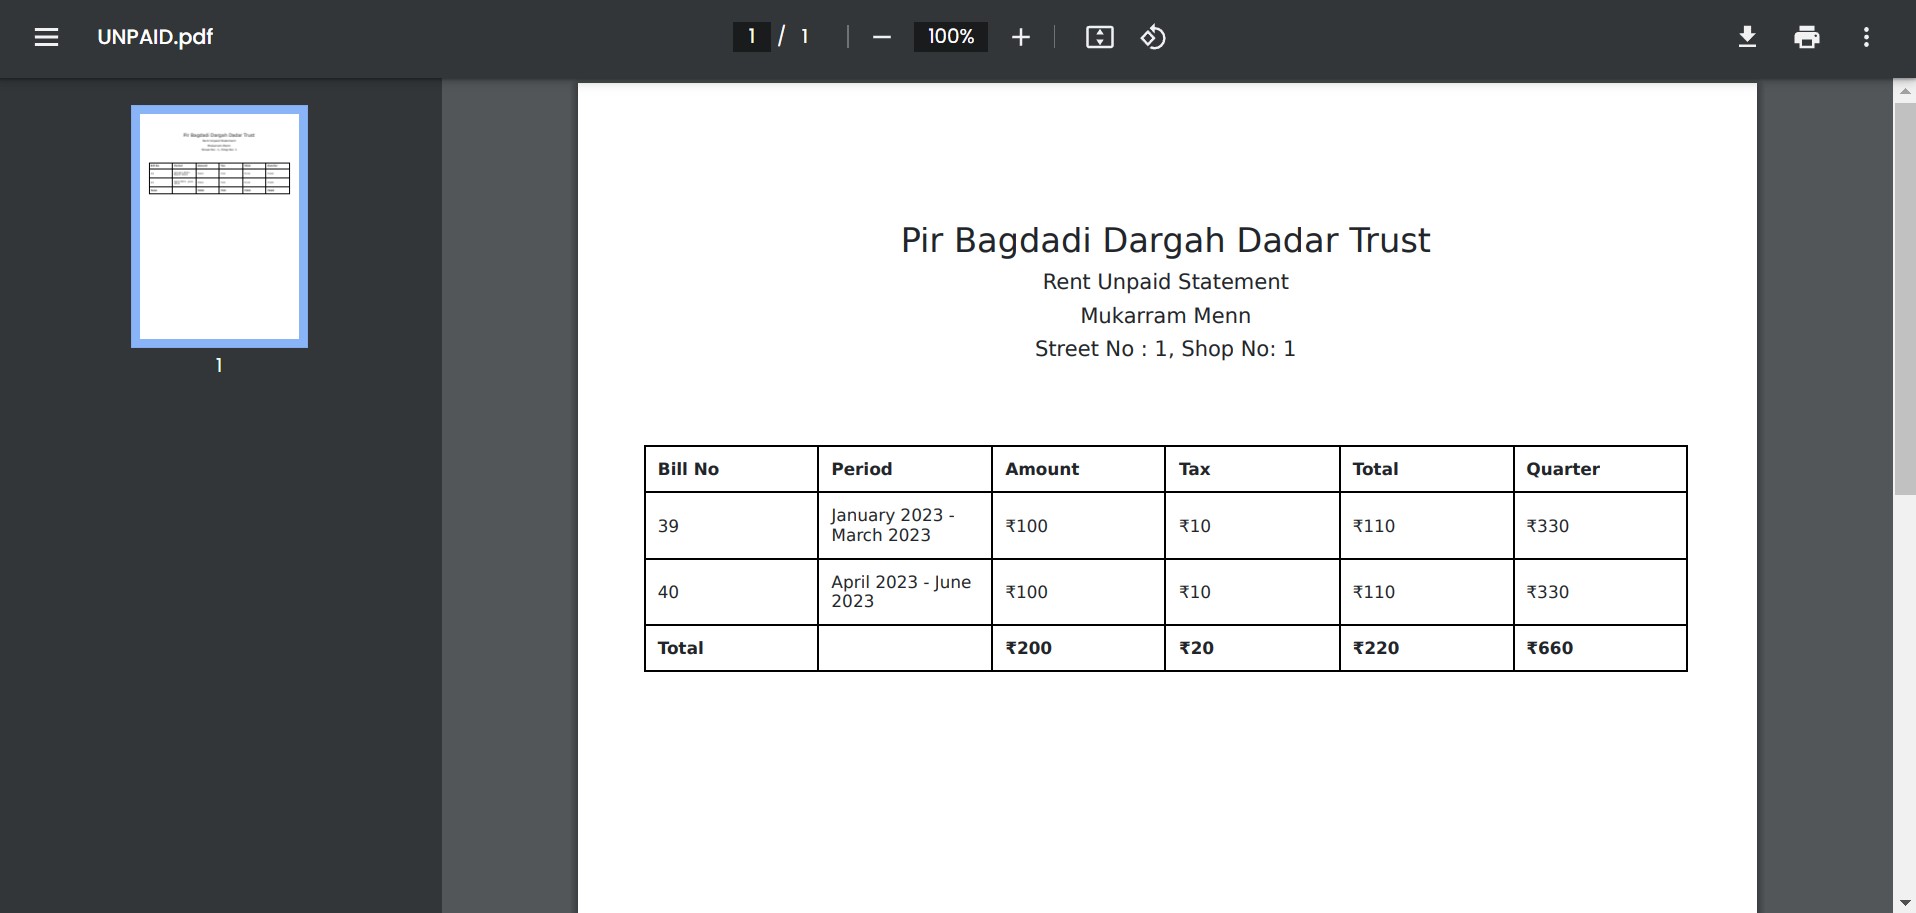 UNPAID.pdf
1 / 1
100%
1
Pir Bagdadi Dargah Dadar Trust
Rent Unpaid Statement
Mukarram Menn
Street No : 1, Shop No: 1
Bill No Period Amount Tax Total Quarter
39 January 2023 - March 2023 ₹100 ₹10 ₹110 ₹330
40 April 2023 - June 2023 ₹100 ₹10 ₹110 ₹330
Total ₹200 ₹20 ₹220 ₹660